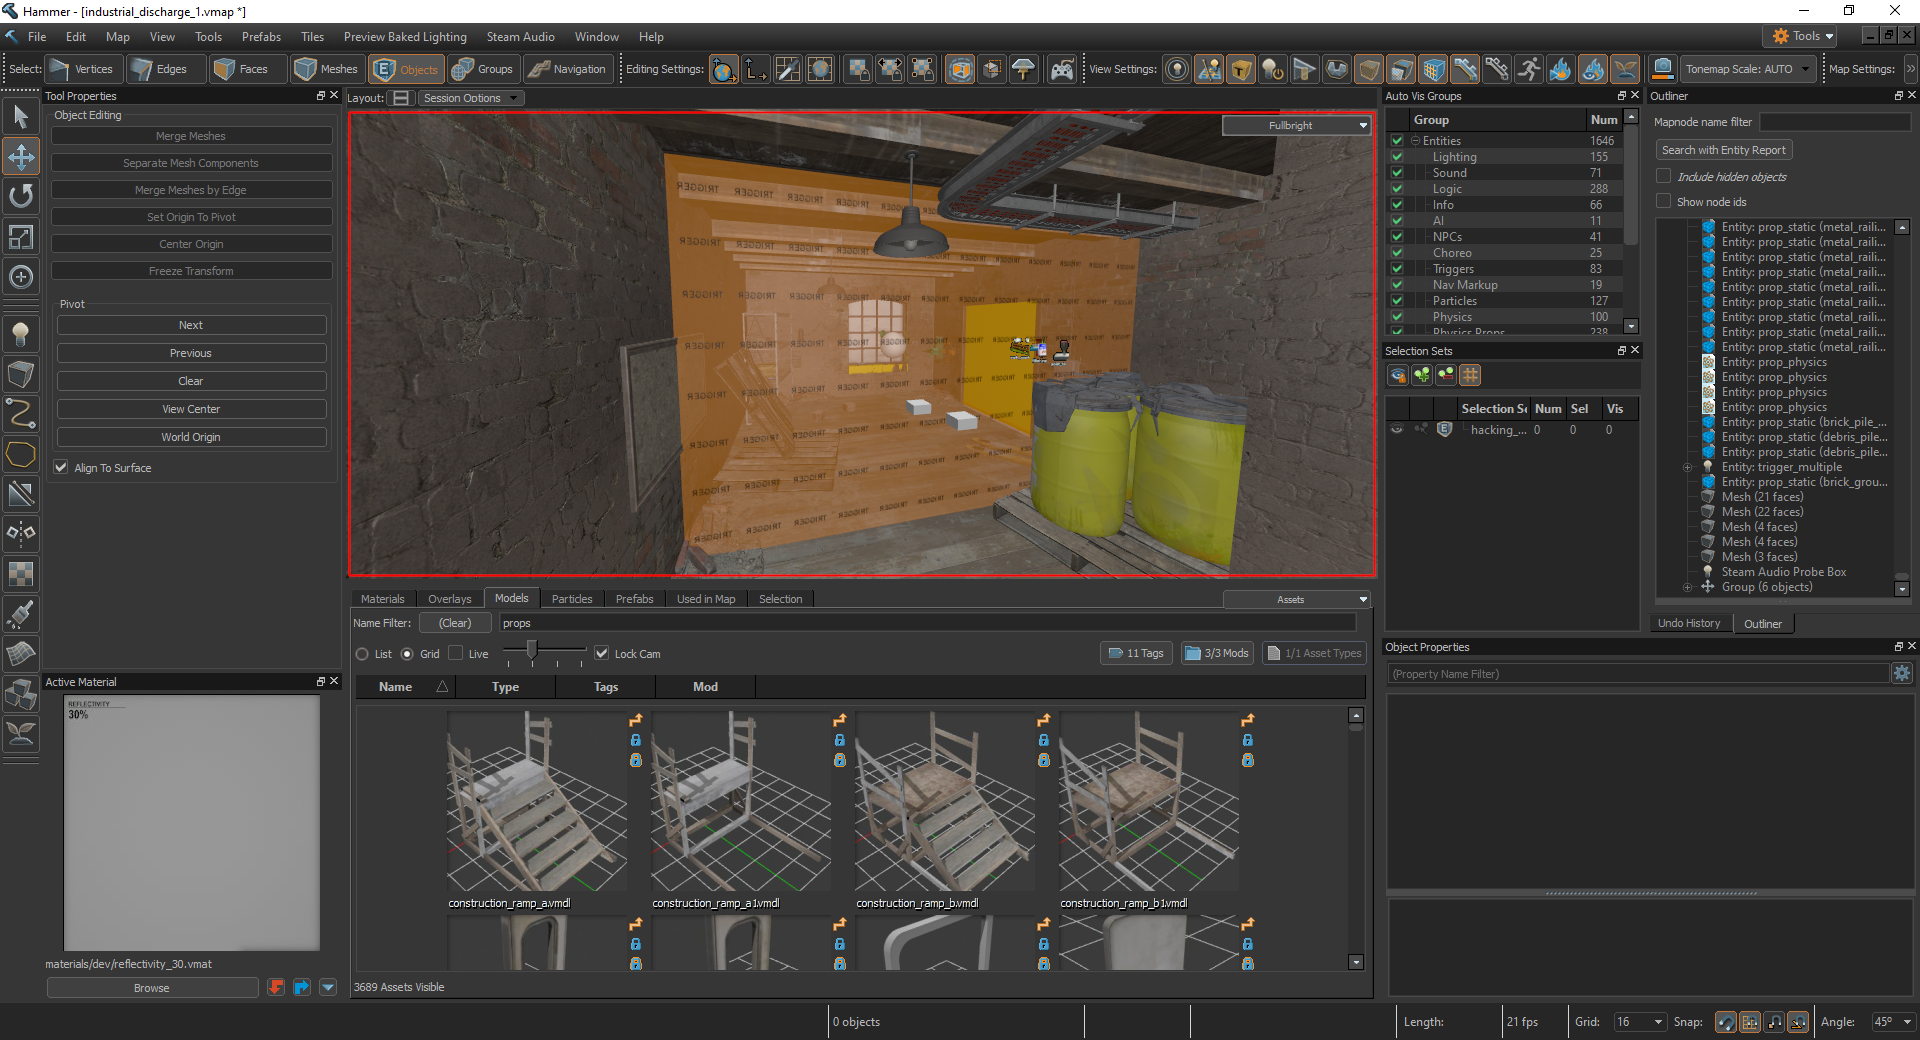 Hammer - [industrial_discharge_1.vmap *]
File Edit Map View Tools Prefabs Tiles Preview Baked Lighting Steam Audio Window Help
Tools
Select: Vertices Edges Faces Meshes Objects Groups Navigation Editing Settings: View Settings: Tonemap Scale: AUTO Map Settings:
Tool Properties
Object Editing
Merge Meshes
Separate Mesh Components
Merge Meshes by Edge
Set Origin To Pivot
Center Origin
Freeze Transform
Pivot
Next
Previous
Clear
View Center
World Origin
Align To Surface
Active Material
REFLECTIVITY
30%
materials/dev/reflectivity_30.vmat
Browse
Layout: Session Options
Fullbright
TRIGGER
Materials Overlays Models Particles Prefabs Used in Map Selection
Assets
Name Filter: (Clear) props
List Grid Live Lock Cam
11 Tags 3/3 Mods 1/1 Asset Types
Name Type Tags Mod
construction_ramp_a.vmdl
construction_ramp_a1.vmdl
construction_ramp_b.vmdl
construction_ramp_b1.vmdl
3689 Assets Visible
Auto Vis Groups
Group Num
Entities 1646
Lighting 155
Sound 71
Logic 288
Info 66
AI 11
NPCs 41
Choreo 25
Triggers 83
Nav Markup 19
Particles 127
Physics 100
Physics Props 238
Selection Sets
Selection Se Num Sel Vis
hacking_... 0 0 0
Outliner
Mapnode name filter
Search with Entity Report
Include hidden objects
Show node ids
Entity: prop_static (metal_raili...
Entity: prop_static (metal_raili...
Entity: prop_static (metal_raili...
Entity: prop_static (metal_raili...
Entity: prop_static (metal_raili...
Entity: prop_static (metal_raili...
Entity: prop_static (metal_raili...
Entity: prop_static (metal_raili...
Entity: prop_static (metal_raili...
Entity: prop_physics
Entity: prop_physics
Entity: prop_physics
Entity: prop_physics
Entity: prop_static (brick_pile_...
Entity: prop_static (debris_pile...
Entity: prop_static (debris_pile...
Entity: trigger_multiple
Entity: prop_static (brick_grou...
Mesh (21 faces)
Mesh (22 faces)
Mesh (4 faces)
Mesh (4 faces)
Mesh (3 faces)
Steam Audio Probe Box
Group (6 objects)
Undo History Outliner
Object Properties
(Property Name Filter)
0 objects
Length: 21 fps Grid: 16 Snap: Angle: 45º